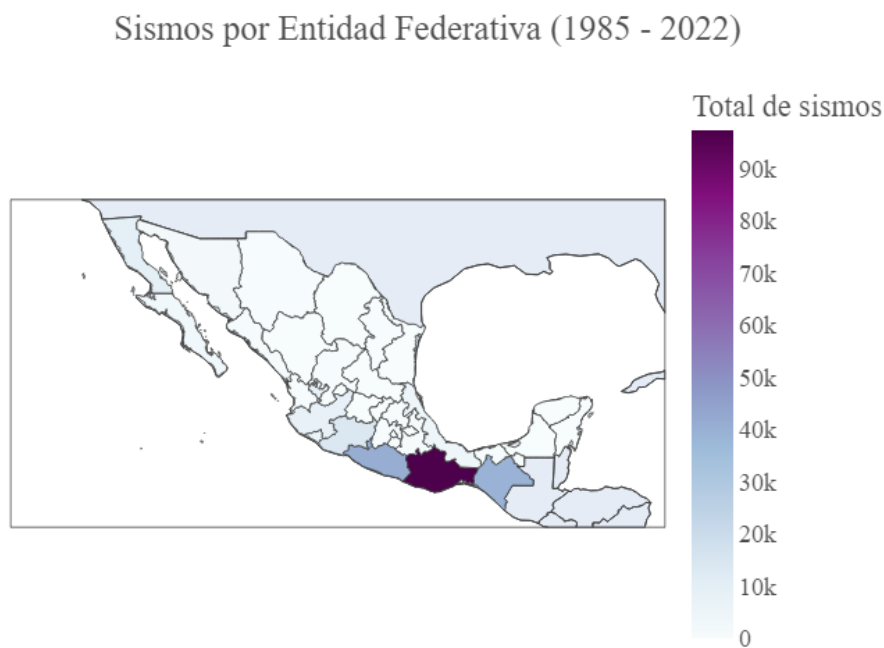 Sismos por Entidad Federativa (1985 - 2022)
Total de sismos
90k
80k
70k
60k
50k
40k
30k
20k
10k
0